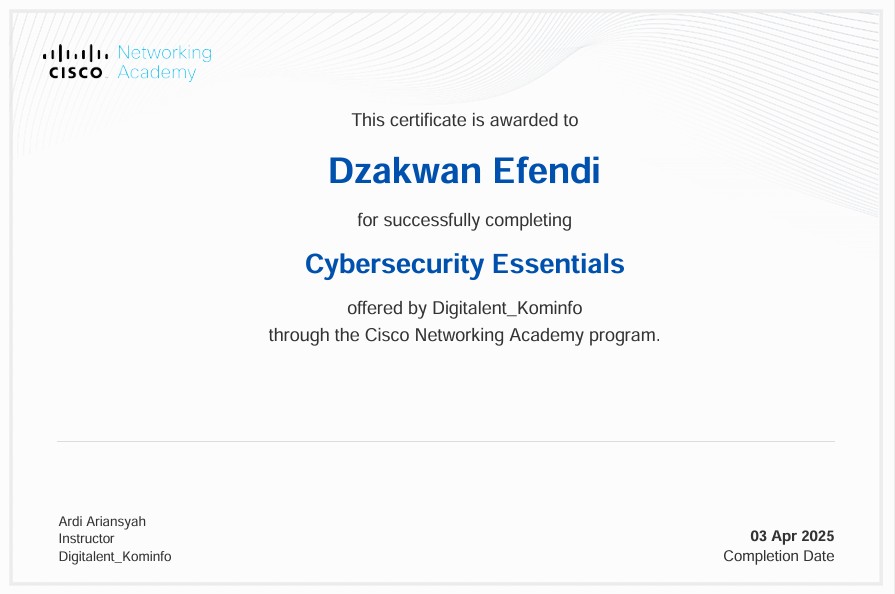 Networking
CISCO Academy
This certificate is awarded to
Dzakwan Efendi
for successfully completing
Cybersecurity Essentials
offered by Digitalent_Kominfo
through the Cisco Networking Academy program.
Ardi Ariansyah
Instructor
Digitalent_Kominfo
03 Apr 2025
Completion Date